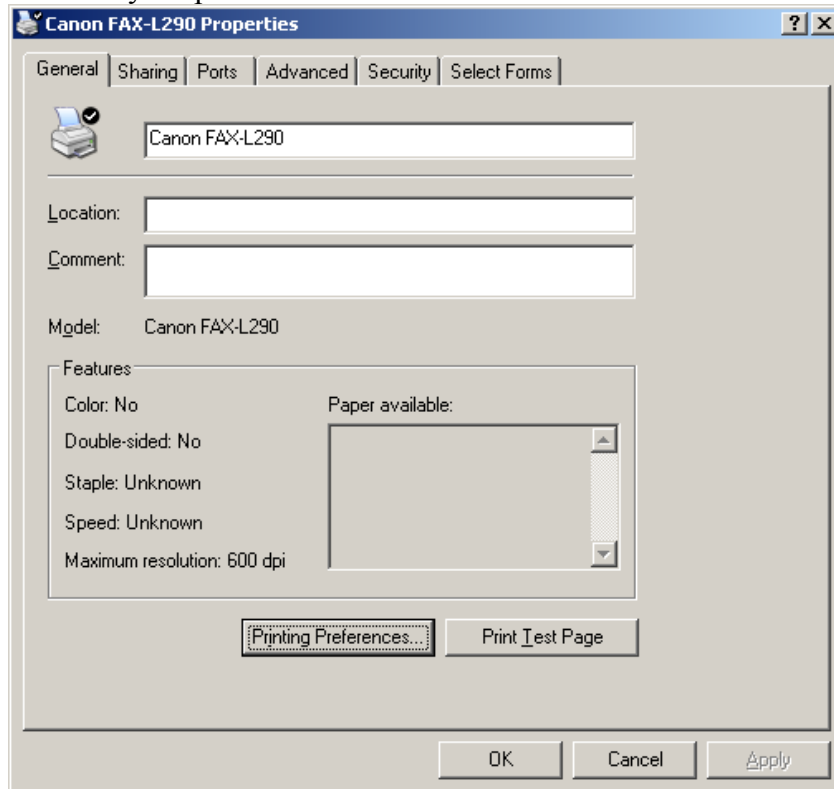 Canon FAX-L290 Properties
General Sharing Ports Advanced Security Select Forms
Canon FAX-L290
Location:
Comment:
Model: Canon FAX-L290
Features
Color: No Paper available:
Double-sided: No
Staple: Unknown
Speed: Unknown
Maximum resolution: 600 dpi
Printing Preferences... Print Test Page
OK Cancel Apply